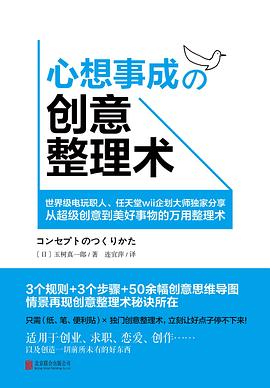 心想事成の
创意
整理术
世界级电玩职人、任天堂wii企划大师独家分享
从超级创意到美好事物的万用整理术
コンセプトのつくりかた
［日］玉树真一郎／著 连宜萍／译
3个规则+3个步骤+50余幅创意思维导图
情景再现创意整理术秘诀所在
只需（纸、笔、便利贴）×独门创意整理术，立刻让好点子停不下来！
适用于创业、求职、恋爱、创作……
以及创造一切前所未有的好东西
北京联合出版公司